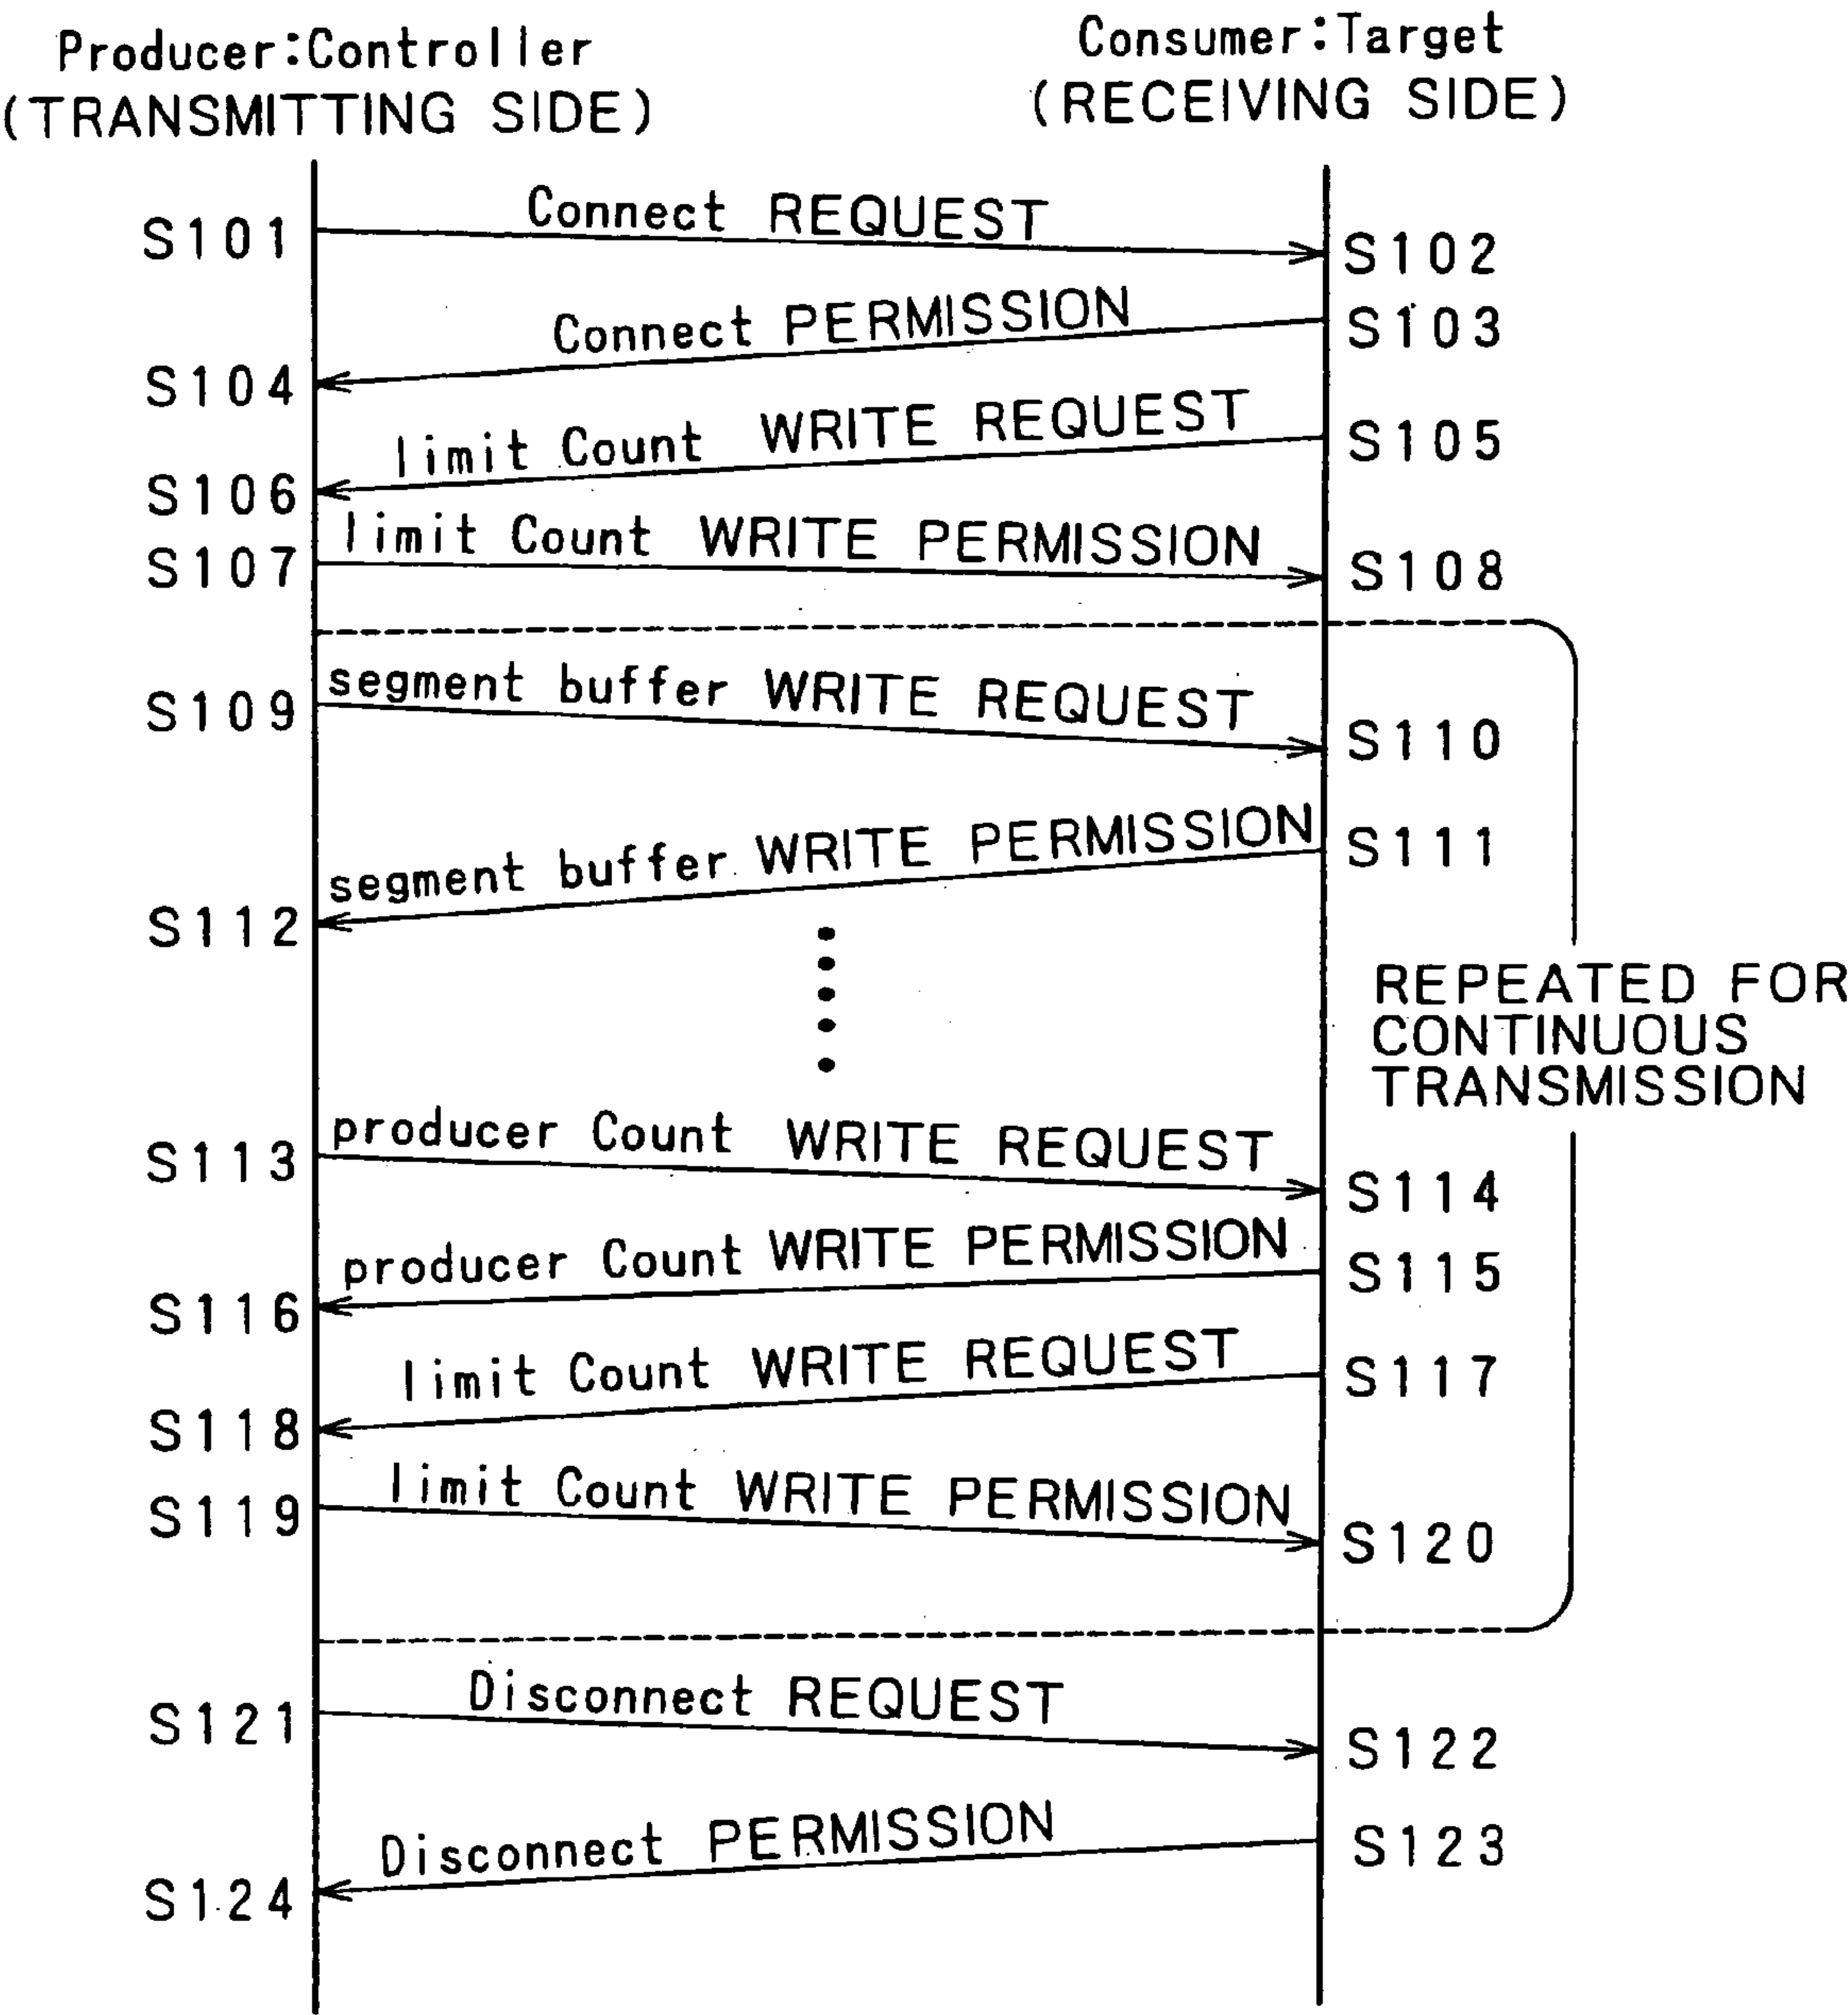 Producer:Controller
(TRANSMITTING SIDE)
Consumer:Target
(RECEIVING SIDE)
S101
Connect REQUEST
S102
Connect PERMISSION
S103
S104
limit Count WRITE REQUEST
S105
S106
limit Count WRITE PERMISSION
S107
S108
segment buffer WRITE REQUEST
S109
S110
segment buffer WRITE PERMISSION
S111
S112
REPEATED FOR
CONTINUOUS
TRANSMISSION
producer Count WRITE REQUEST
S113
S114
producer Count WRITE PERMISSION
S115
S116
limit Count WRITE REQUEST
S117
S118
limit Count WRITE PERMISSION
S119
S120
Disconnect REQUEST
S121
S122
Disconnect PERMISSION
S123
S124